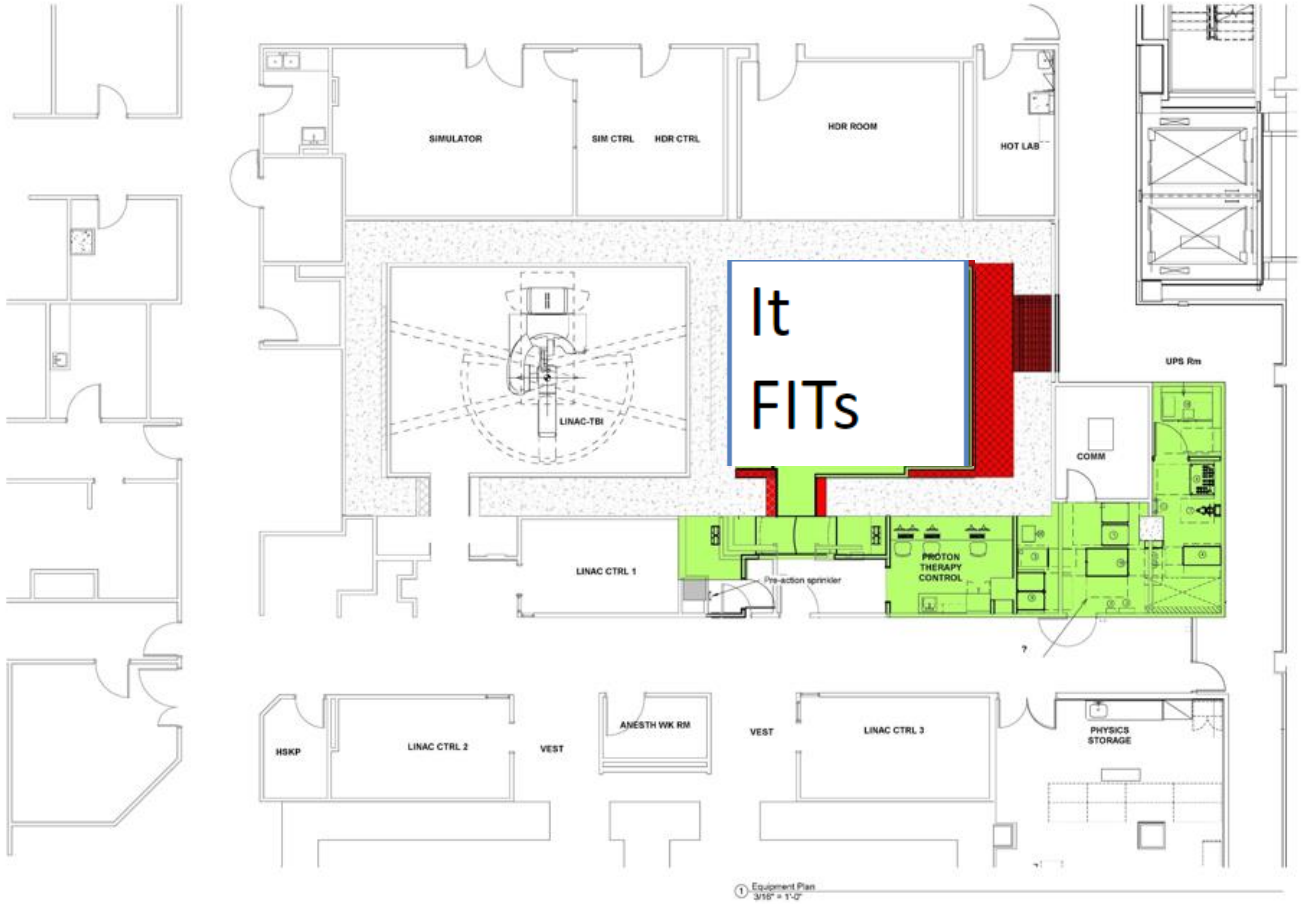 SIMULATOR
SIM CTRL
HDR CTRL
HDR ROOM
HOT LAB
It
FITs
LINAC-TBI
UPS Rm
COMM
LINAC CTRL 1
Pre-action sprinkler
PROTON
THERAPY
CONTROL
?
HSKP
LINAC CTRL 2
VEST
ANESTH WK RM
VEST
LINAC CTRL 3
PHYSICS
STORAGE
1 Equipment Plan
3/16" = 1'-0"